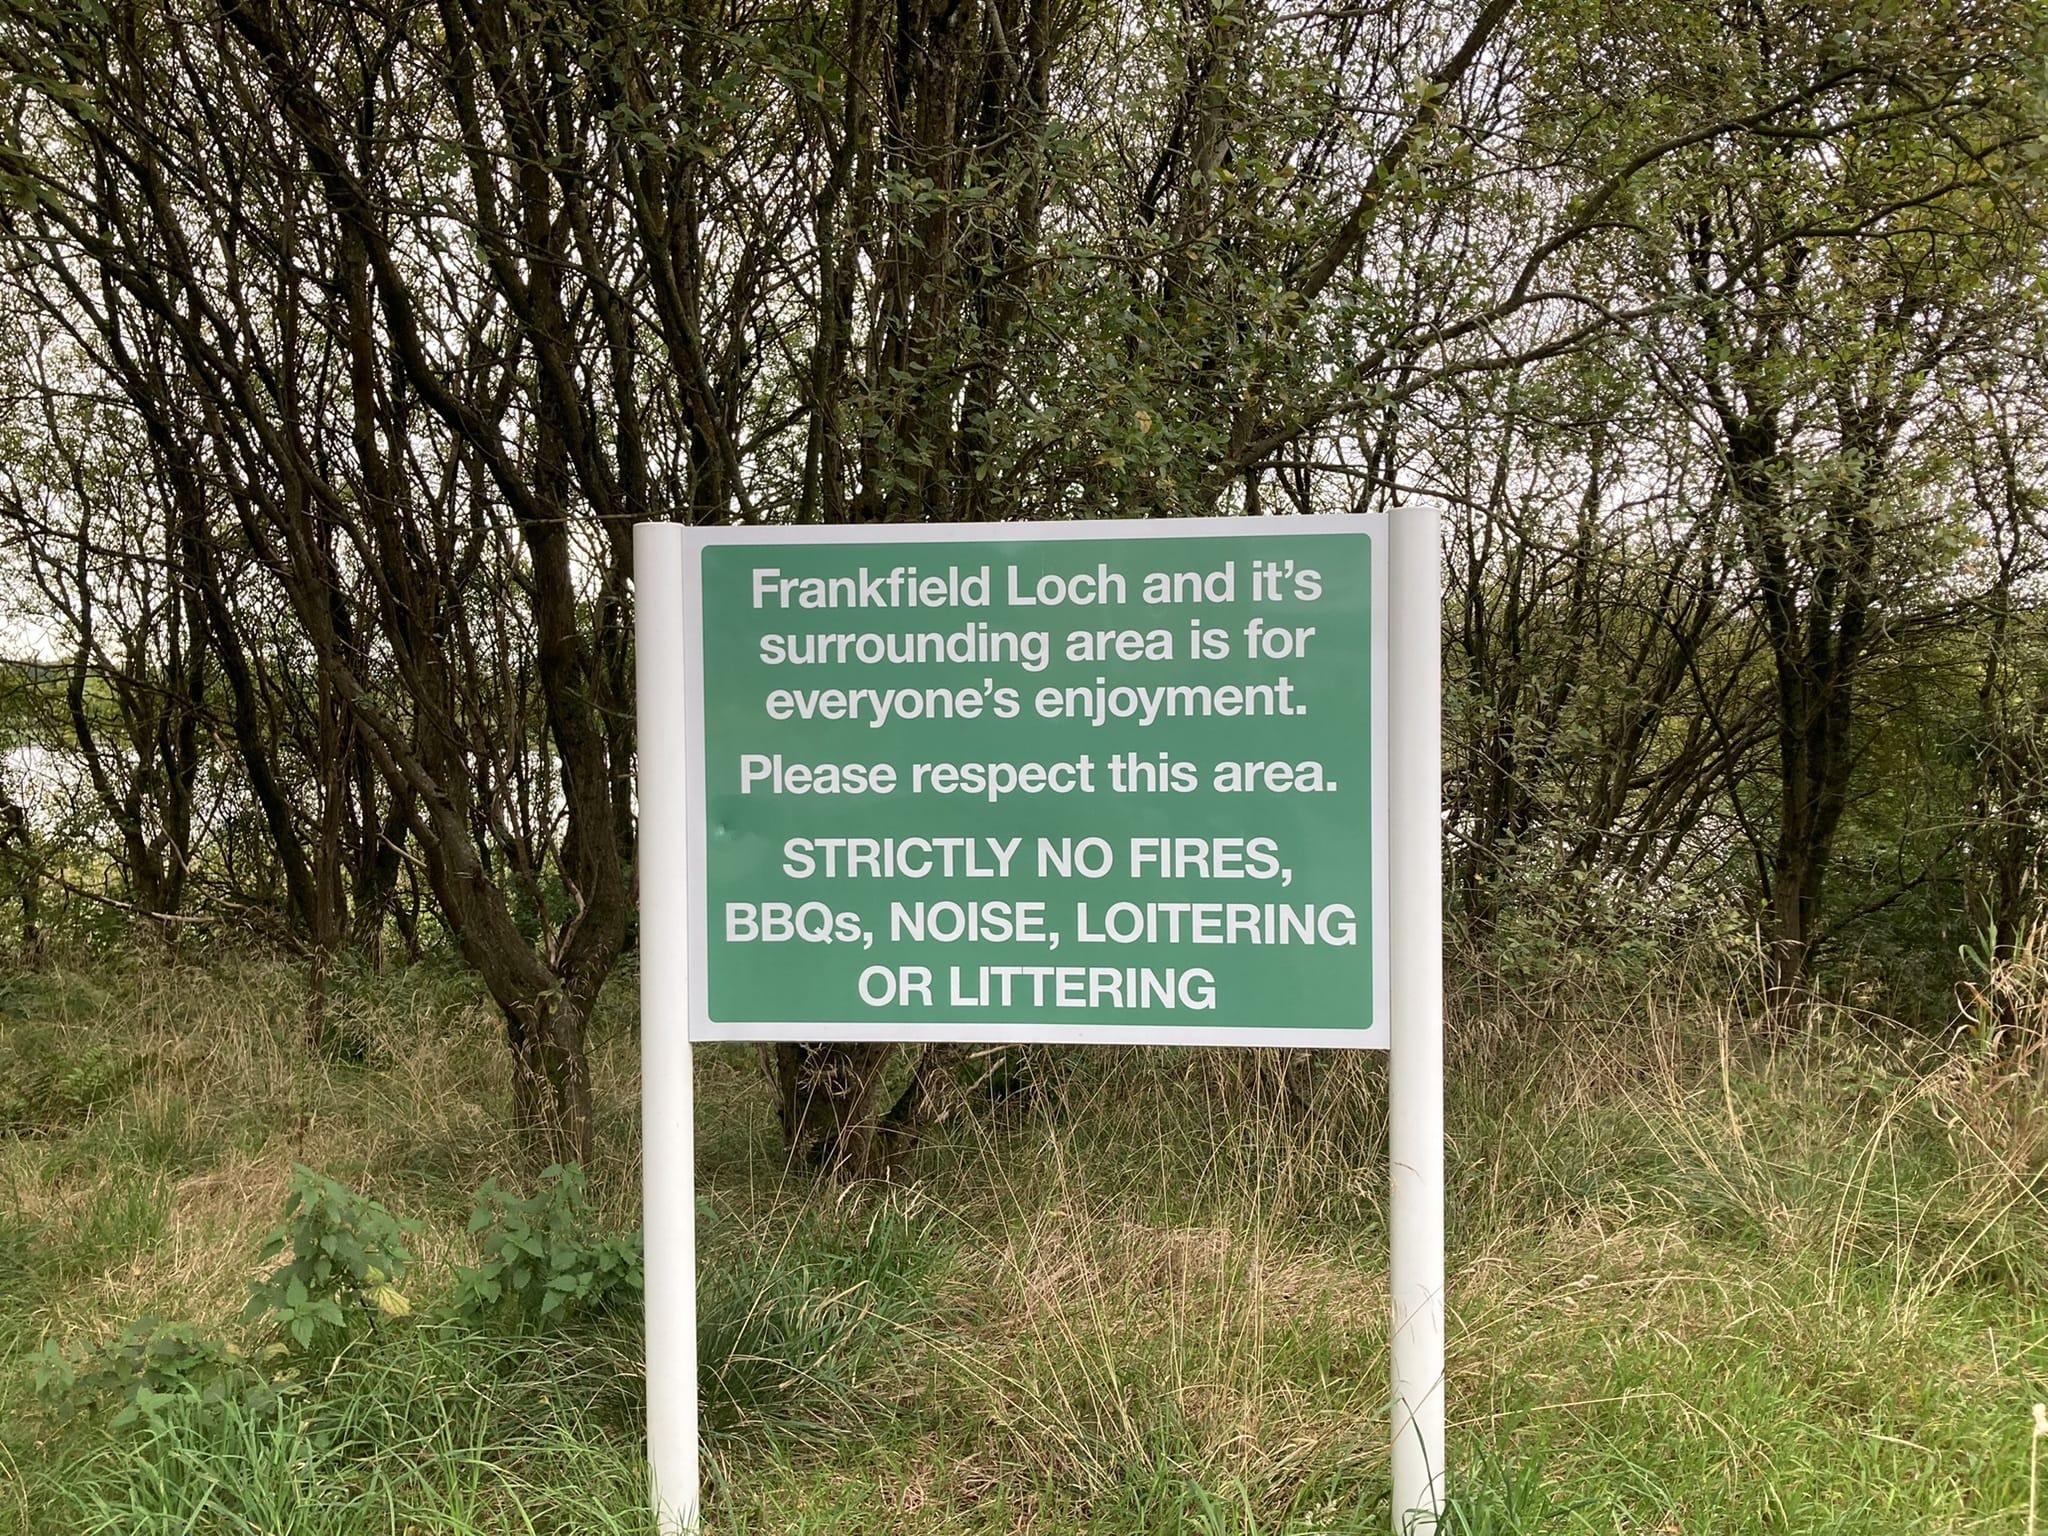 Frankfield Loch and it’s
surrounding area is for
everyone’s enjoyment.
Please respect this area.
STRICTLY NO FIRES,
BBQs, NOISE, LOITERING
OR LITTERING